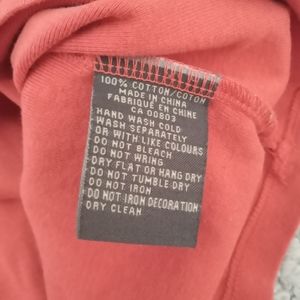 100% COTTON/COTON
MADE IN CHINA
FABRIQUÉ EN CHINE
CA 00803
HAND WASH COLD
WASH SEPARATELY
OR WITH LIKE COLOURS
DO NOT BLEACH
DO NOT WRING
DRY FLAT OR HANG DRY
DO NOT TUMBLE DRY
DO NOT IRON
DO NOT IRON DECORATION
DRY CLEAN